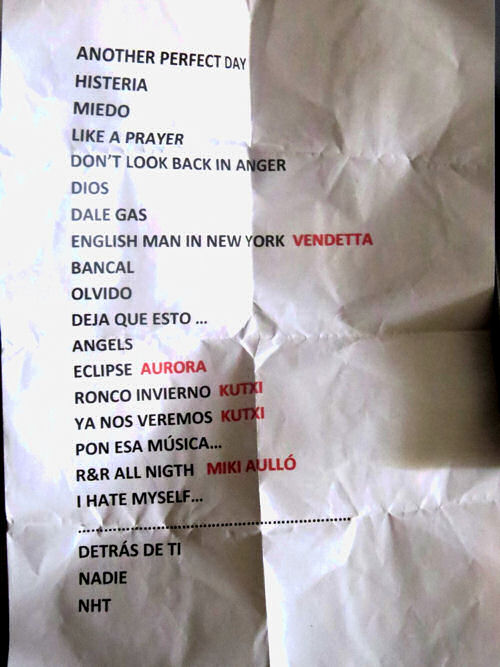 ANOTHER PERFECT DAY
HISTERIA
MIEDO
LIKE A PRAYER
DON'T LOOK BACK IN ANGER
DIOS
DALE GAS
ENGLISH MAN IN NEW YORK VENDETTA
BANCAL
OLVIDO
DEJA QUE ESTO ...
ANGELS
ECLIPSE AURORA
RONCO INVIERNO KUTXI
YA NOS VEREMOS KUTXI
PON ESA MÚSICA...
R&R ALL NIGTH MIKI AULLÓ
I HATE MYSELF...
............................................................
DETRÁS DE TI
NADIE
NHT